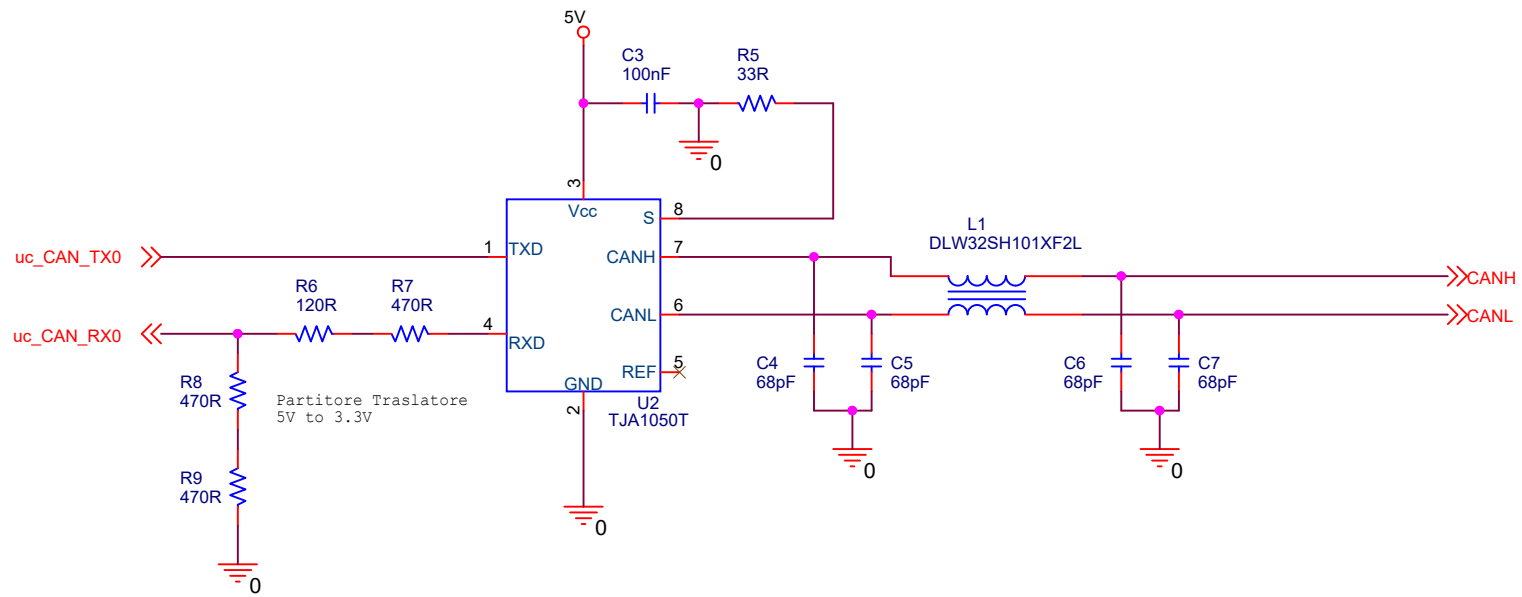 5V
C3
100nF
R5
33R
0
3
Vcc
S
8
L1
DLW32SH101XF2L
uc_CAN_TX0
1
TXD
CANH
7
CANH
R6
120R
R7
470R
CANL
6
CANL
uc_CAN_RX0
4
RXD
REF
5
C4
68pF
C5
68pF
C6
68pF
C7
68pF
R8
470R
Partitore Traslatore
5V to 3.3V
GND
2
U2
TJA1050T
0
0
R9
470R
0
0